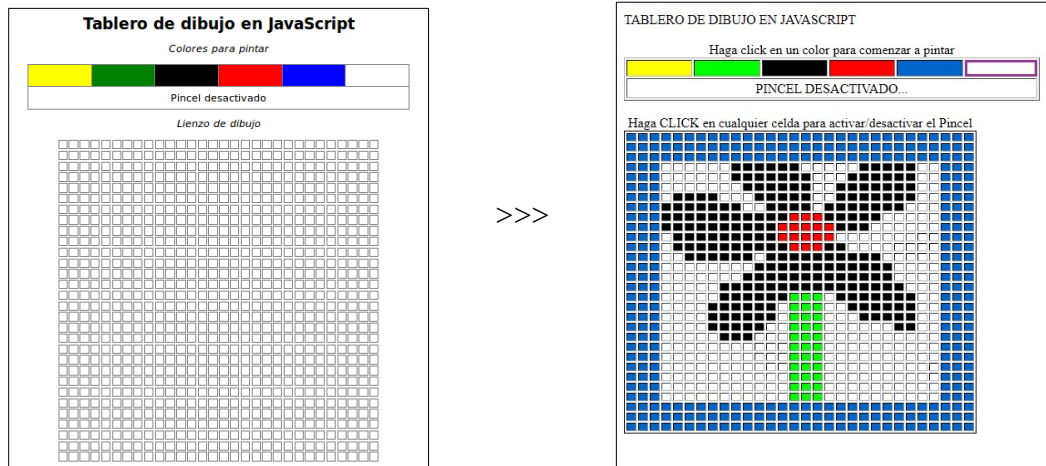 Tablero de dibujo en JavaScript
Colores para pintar
Pincel desactivado
Lienzo de dibujo
>>>
TABLERO DE DIBUJO EN JAVASCRIPT
Haga click en un color para comenzar a pintar
PINCEL DESACTIVADO...
Haga CLICK en cualquier celda para activar/desactivar el Pincel